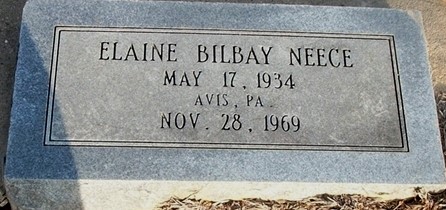 ELAINE BILBAY NEECE
MAY 17, 1934
AVIS, PA.
NOV. 28, 1969